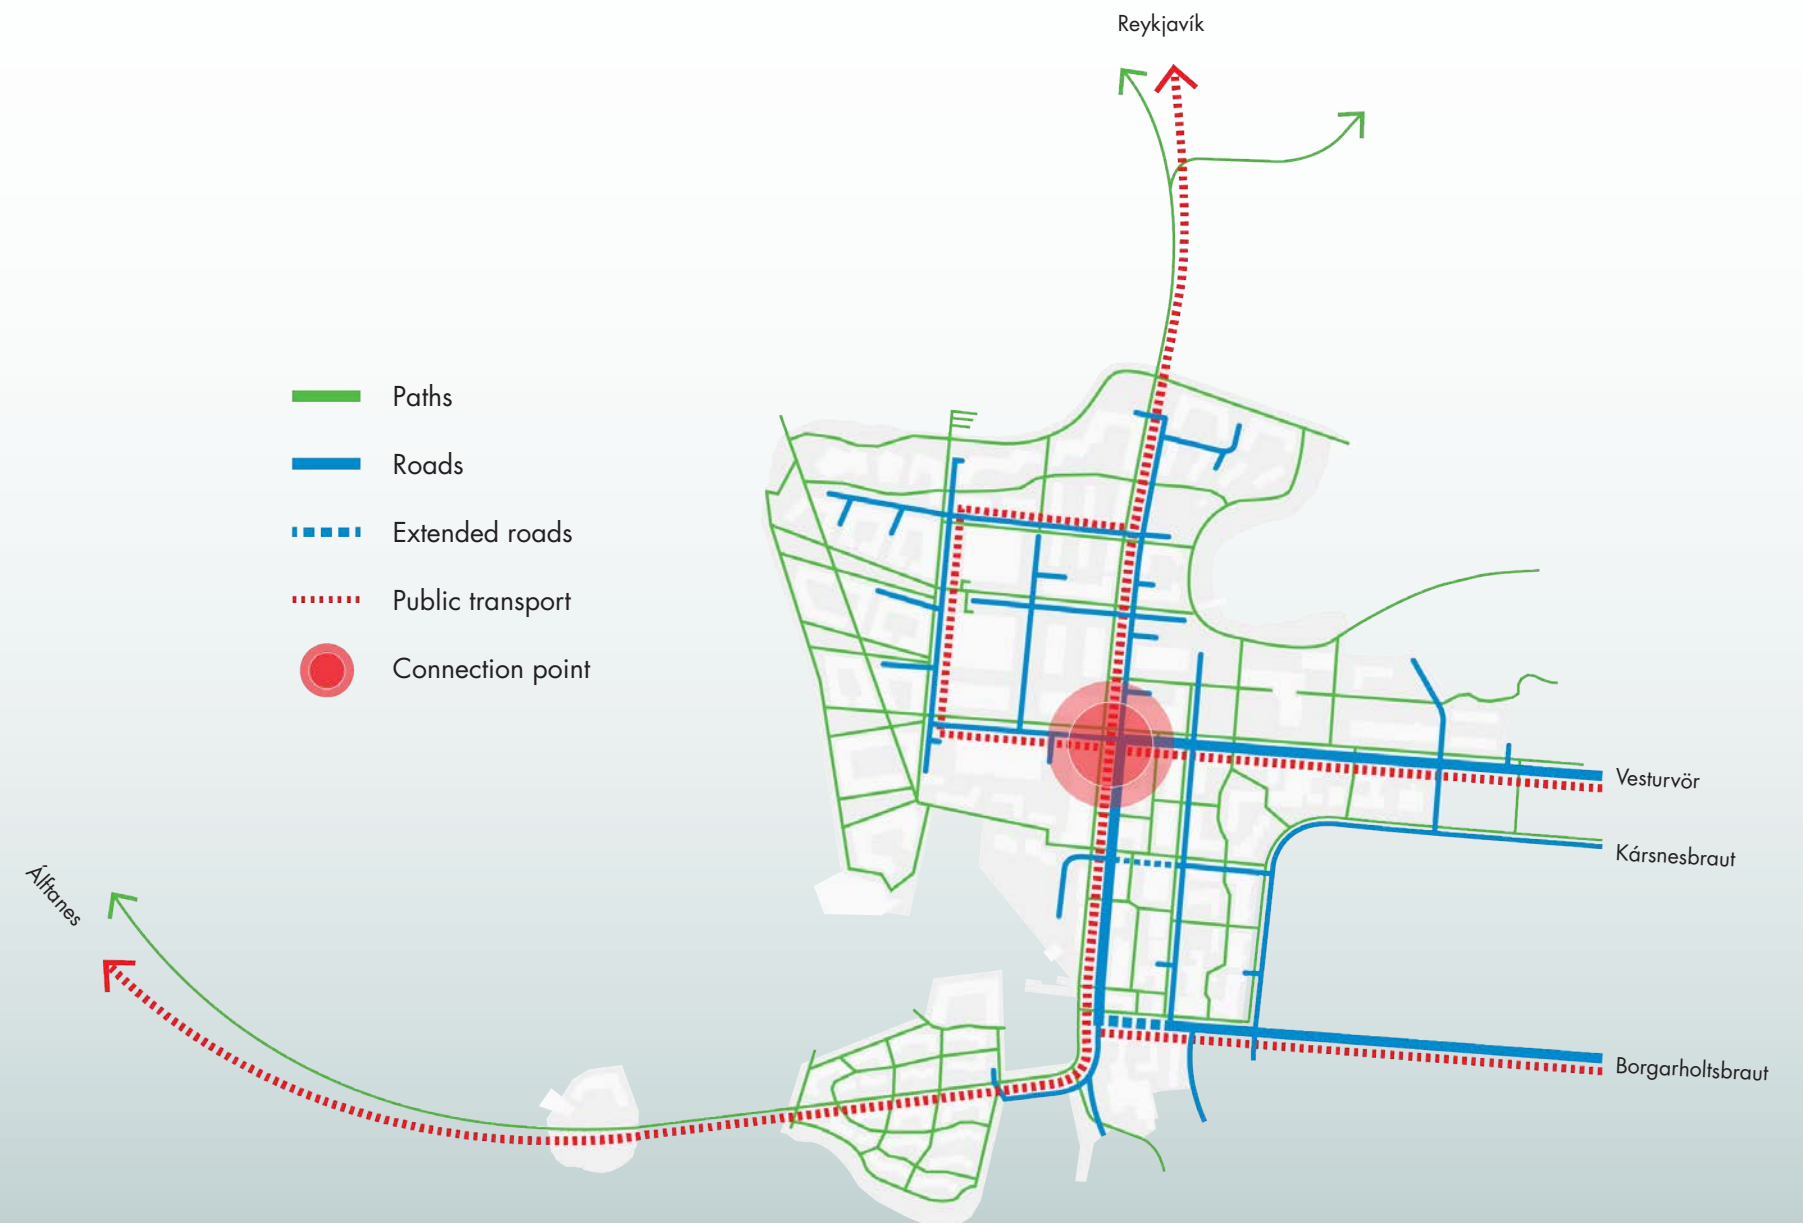 Reykjavík
Paths
Roads
Extended roads
Public transport
Connection point
Vesturvör
Kársnesbraut
Álftanes
Borgarholtsbraut